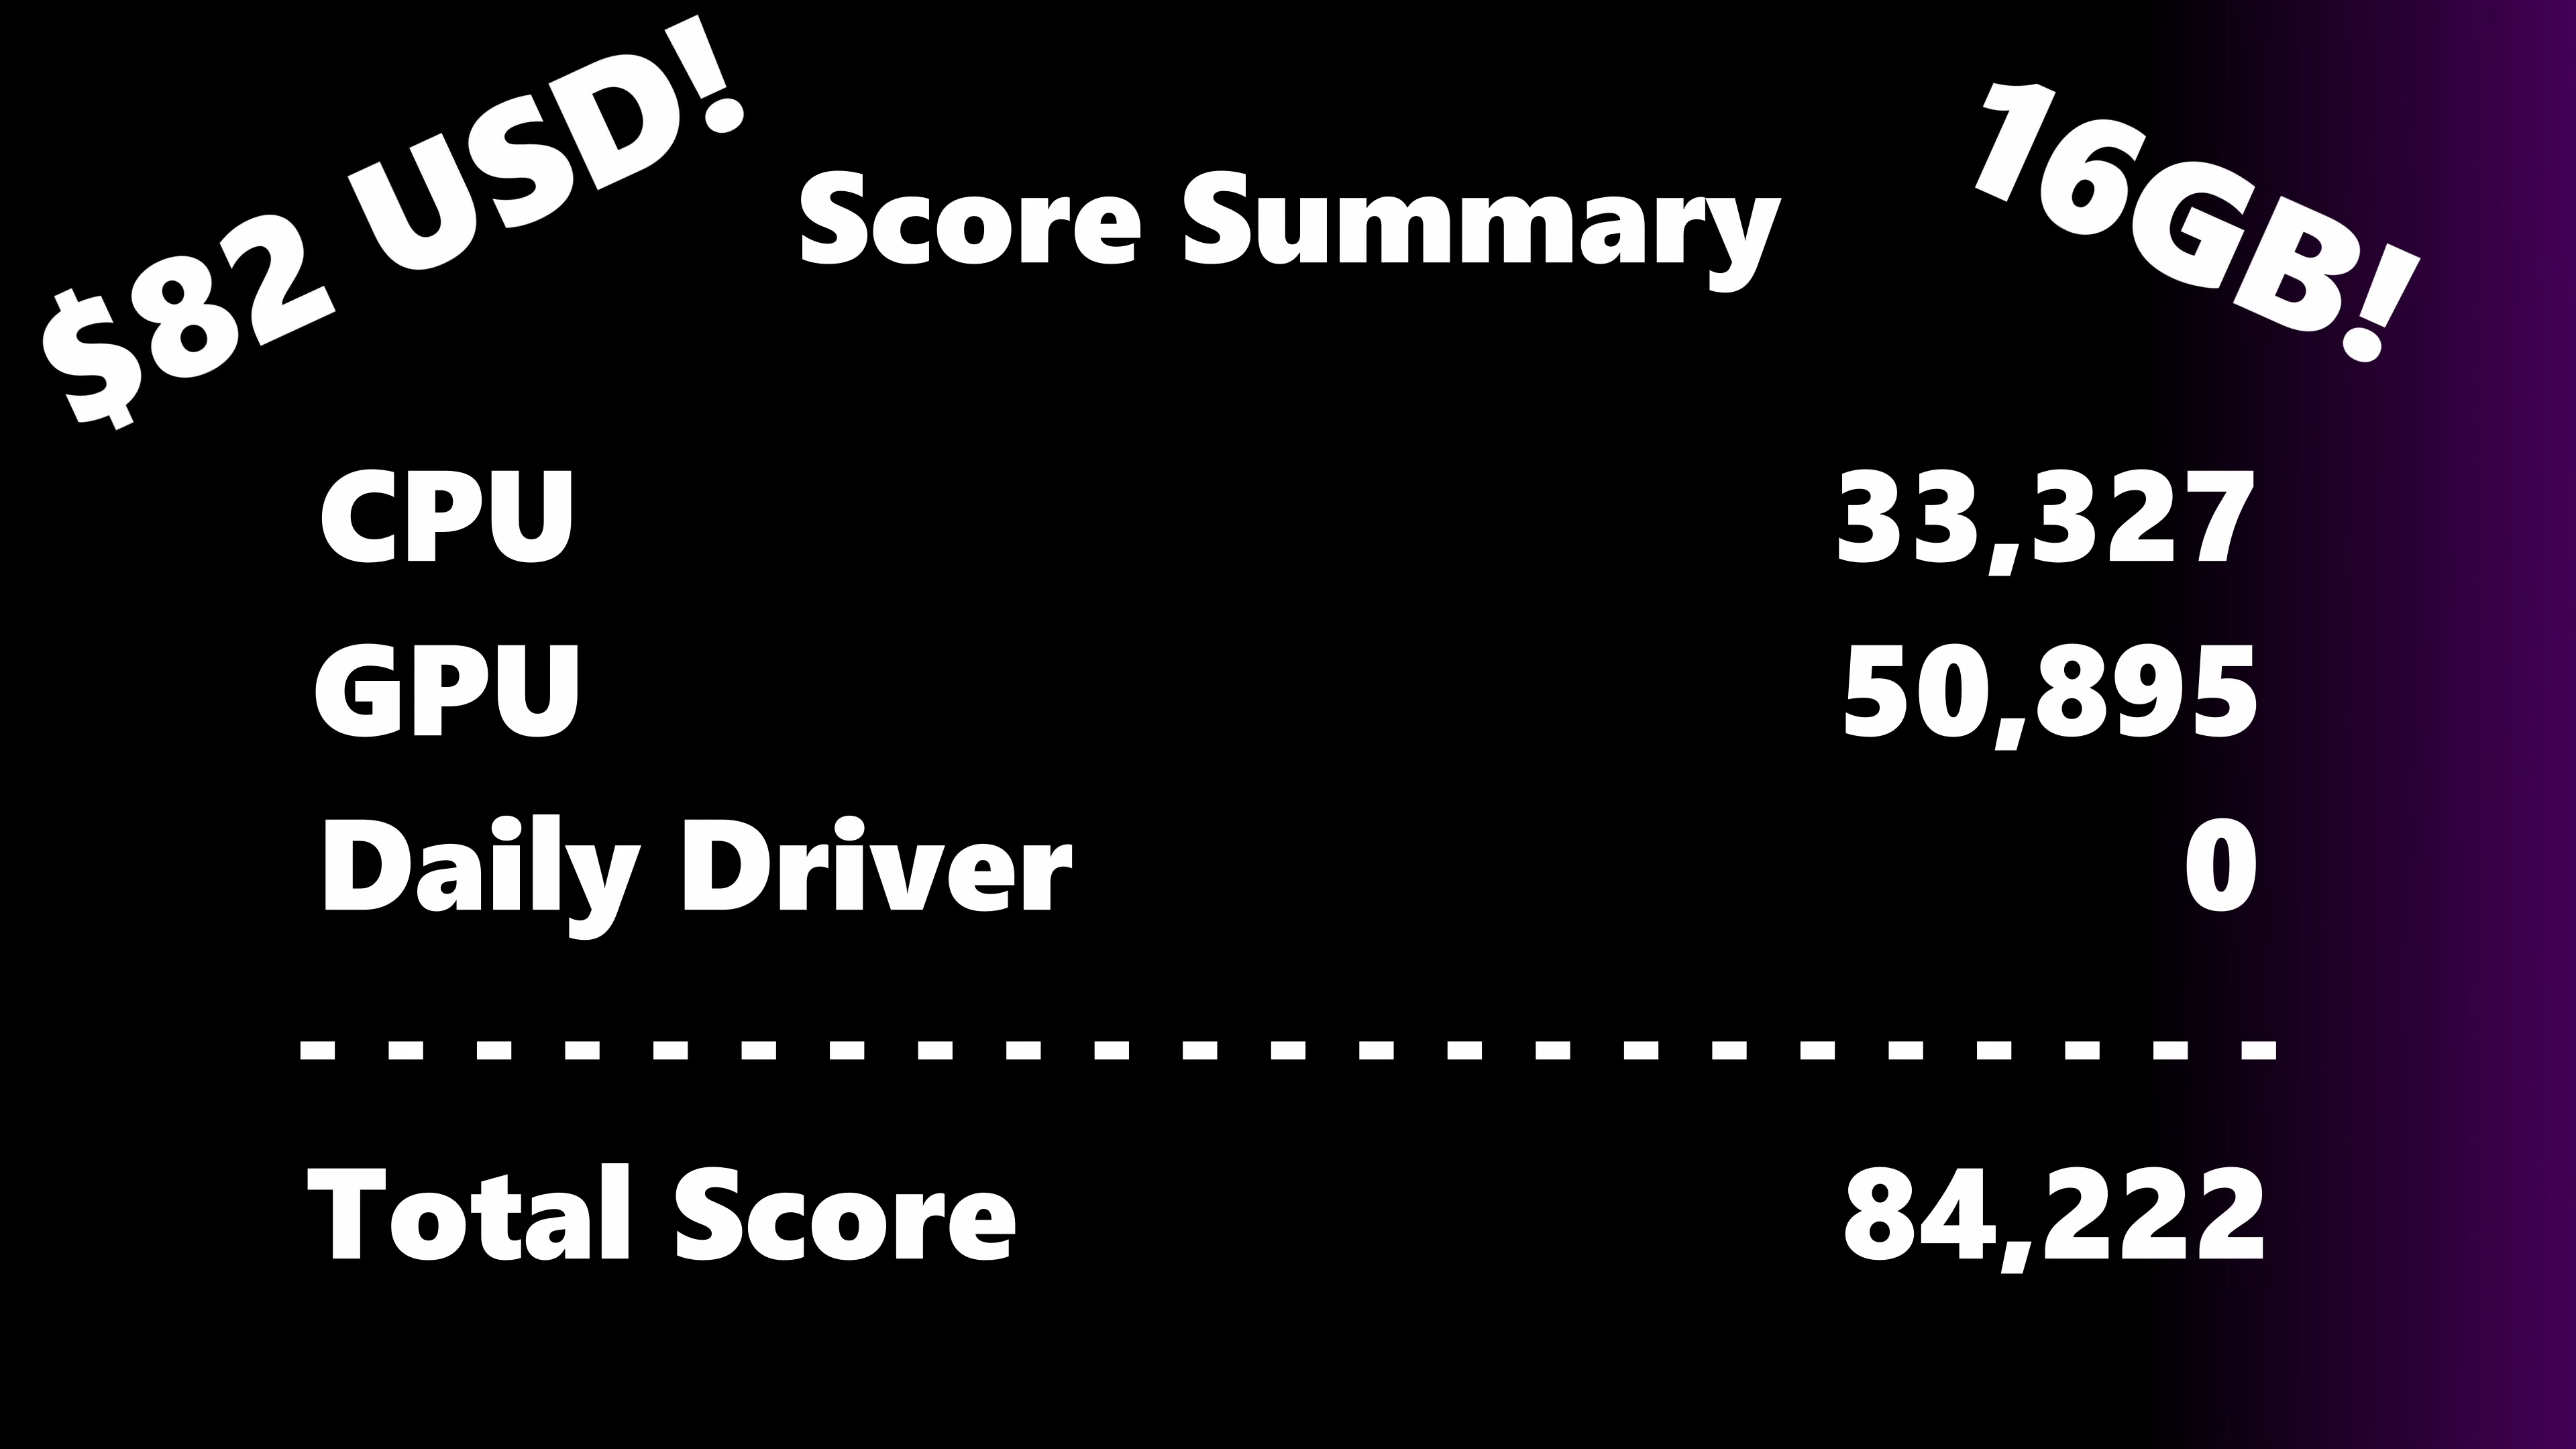 $82 USD!
Score Summary
16GB!
CPU 33,327
GPU 50,895
Daily Driver 0
- - - - - - - - - - - - - - - - - - - - - - -
Total Score 84,222